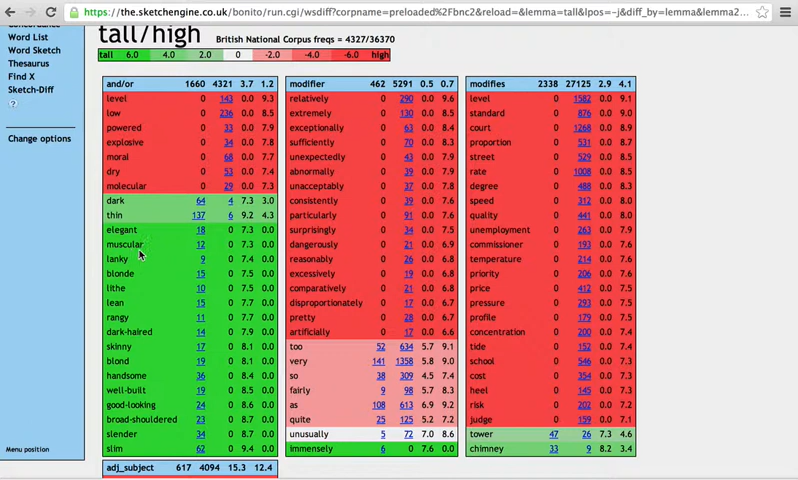 https://the.sketchengine.co.uk/bonito/run.cgi/wsdiff?corpname=preloaded%2Fbnc2&reload=&lemma=tall&lpos=-j&diff_by=lemma&lemma2...
Word List
Word Sketch
Thesaurus
Find X
Sketch-Diff
?
Change options
Menu position
tall/high British National Corpus freqs = 4327/36370
tall 6.0 4.0 2.0 0 -2.0 -4.0 -6.0 high
and/or 1660 4321 3.7 1.2
level 0 143 0.0 9.3
low 0 236 0.0 8.5
powered 0 33 0.0 7.9
explosive 0 34 0.0 7.8
moral 0 68 0.0 7.7
dry 0 53 0.0 7.4
molecular 0 29 0.0 7.3
dark 64 4 7.3 3.0
thin 137 6 9.2 4.3
elegant 18 0 7.3 0.0
muscular 12 0 7.3 0.0
lanky 9 0 7.4 0.0
blonde 15 0 7.5 0.0
lithe 10 0 7.5 0.0
lean 15 0 7.7 0.0
rangy 11 0 7.7 0.0
dark-haired 14 0 7.9 0.0
skinny 17 0 8.1 0.0
blond 19 0 8.1 0.0
handsome 36 0 8.4 0.0
well-built 19 0 8.5 0.0
good-looking 24 0 8.6 0.0
broad-shouldered 23 0 8.7 0.0
slender 34 0 8.7 0.0
slim 62 0 9.4 0.0
adj_subject 617 4094 15.3 12.4
modifier 462 5291 0.5 0.7
relatively 0 290 0.0 9.6
extremely 0 130 0.0 8.5
exceptionally 0 63 0.0 8.4
sufficiently 0 70 0.0 8.3
unexpectedly 0 43 0.0 7.9
abnormally 0 39 0.0 7.9
unacceptably 0 37 0.0 7.8
consistently 0 39 0.0 7.6
particularly 0 91 0.0 7.6
surprisingly 0 34 0.0 7.5
dangerously 0 21 0.0 6.9
reasonably 0 26 0.0 6.8
excessively 0 19 0.0 6.8
comparatively 0 21 0.0 6.8
disproportionately 0 17 0.0 6.7
pretty 0 28 0.0 6.7
artificially 0 17 0.0 6.6
too 52 634 5.7 9.1
very 141 1358 5.8 9.0
so 38 309 4.5 7.4
fairly 9 98 5.7 8.3
as 108 613 6.9 9.2
quite 25 125 5.2 7.2
unusually 5 72 7.0 8.6
immensely 6 0 7.6 0.0
modifies 2338 27125 2.9 4.1
level 0 1582 0.0 9.1
standard 0 876 0.0 9.0
court 0 1268 0.0 8.9
proportion 0 531 0.0 8.7
street 0 529 0.0 8.5
rate 0 1008 0.0 8.5
degree 0 488 0.0 8.3
speed 0 312 0.0 8.0
quality 0 441 0.0 8.0
unemployment 0 263 0.0 7.9
commissioner 0 193 0.0 7.6
temperature 0 214 0.0 7.6
priority 0 206 0.0 7.6
price 0 412 0.0 7.5
pressure 0 293 0.0 7.5
profile 0 179 0.0 7.5
concentration 0 200 0.0 7.4
tide 0 152 0.0 7.4
school 0 546 0.0 7.3
cost 0 354 0.0 7.3
heel 0 145 0.0 7.3
risk 0 202 0.0 7.2
judge 0 159 0.0 7.1
tower 47 26 7.3 4.6
chimney 33 9 8.2 3.4